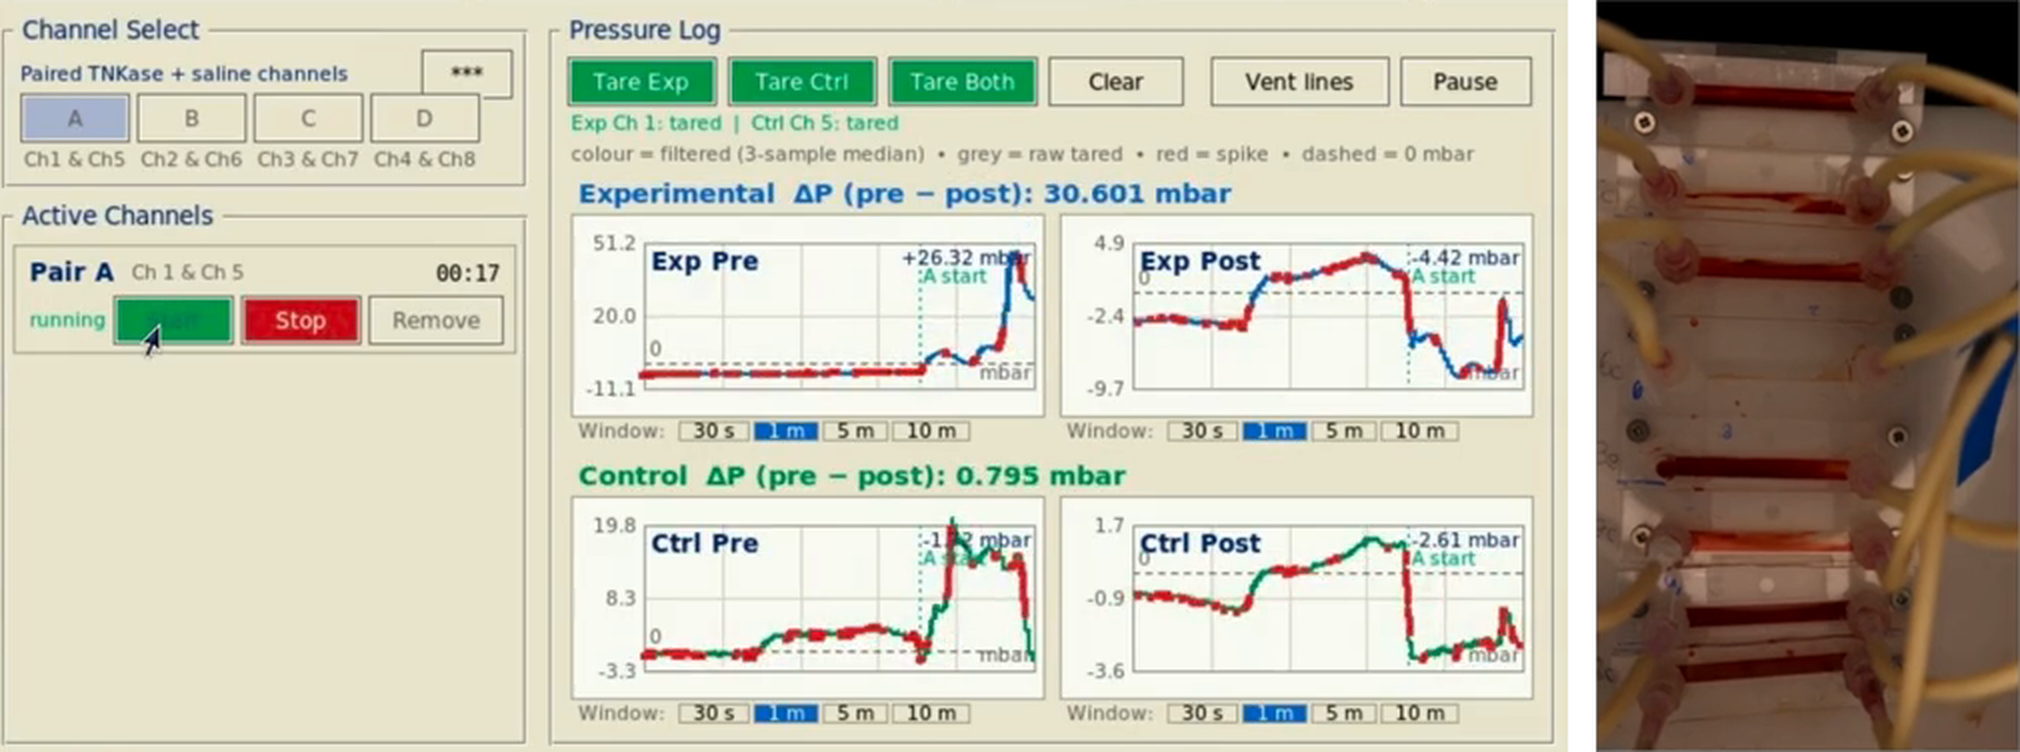 Channel Select
Paired TNKase + saline channels
***
A B C D
Ch1 & Ch5 Ch2 & Ch6 Ch3 & Ch7 Ch4 & Ch8
Active Channels
Pair A Ch 1 & Ch 5 00:17
running Stop Remove
Pressure Log
Tare Exp Tare Ctrl Tare Both Clear Vent lines Pause
Exp Ch 1: tared | Ctrl Ch 5: tared
colour = filtered (3-sample median) • grey = raw tared • red = spike • dashed = 0 mbar
Experimental ΔP (pre − post): 30.601 mbar
51.2
Exp Pre
+26.32 mbar
A start
20.0
0
mbar
-11.1
4.9
Exp Post
-4.42 mbar
A start
0
-2.4
mbar
-9.7
Window: 30 s 1 m 5 m 10 m
Window: 30 s 1 m 5 m 10 m
Control ΔP (pre − post): 0.795 mbar
19.8
Ctrl Pre
mbar
A start
8.3
0
mbar
-3.3
1.7
Ctrl Post
-2.61 mbar
A start
0
-0.9
mbar
-3.6
Window: 30 s 1 m 5 m 10 m
Window: 30 s 1 m 5 m 10 m